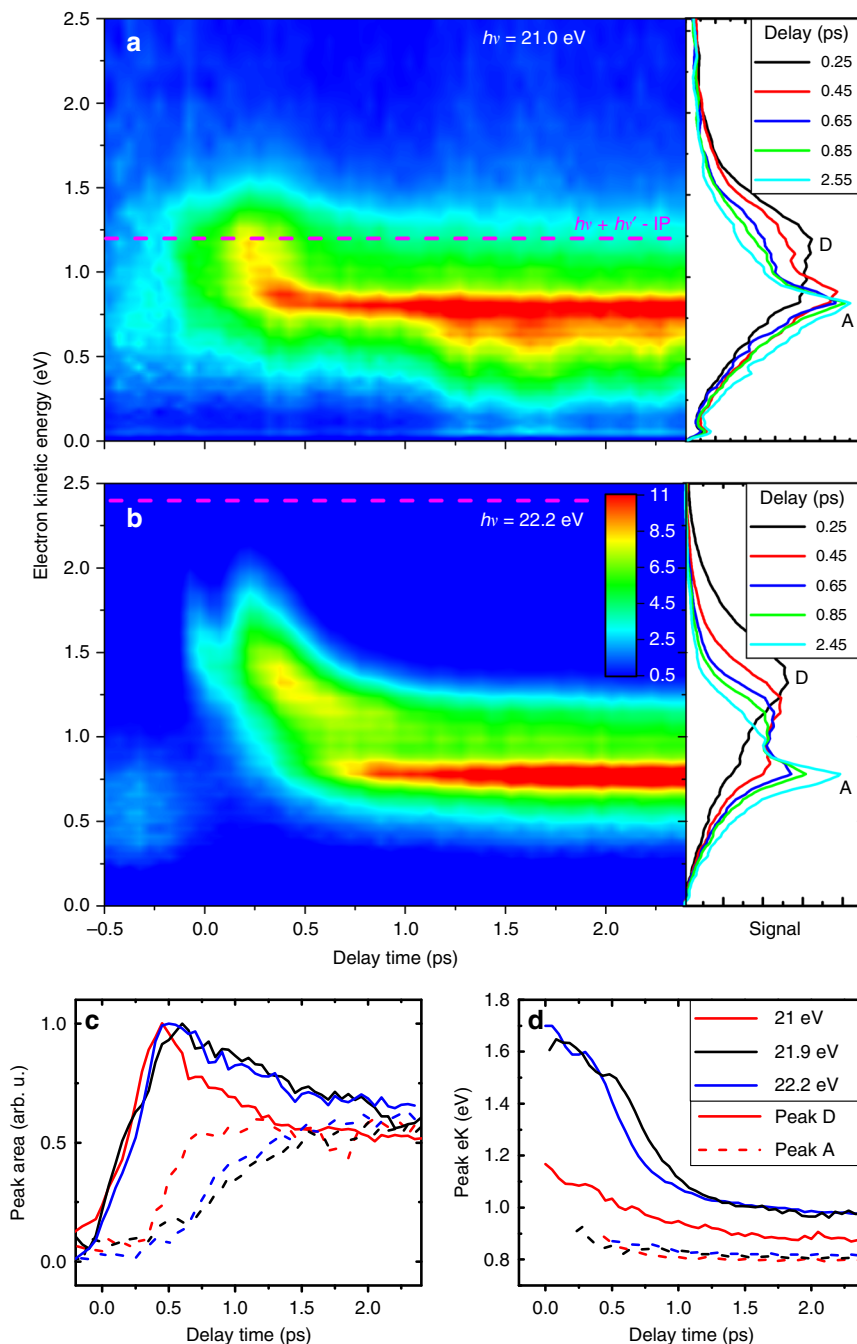 a
hν = 21.0 eV
hν + hν′ - IP
2.5
2.0
1.5
1.0
0.5
0.0
Delay (ps)
0.25
0.45
0.65
0.85
2.55
D
A
Electron kinetic energy (eV)
b
hν = 22.2 eV
2.5
2.0
1.5
1.0
0.5
0.0
11
8.5
6.5
4.5
2.5
0.5
Delay (ps)
0.25
0.45
0.65
0.85
2.45
D
A
−0.5 0.0 0.5 1.0 1.5 2.0
Delay time (ps)
Signal
c
1.0
0.5
0.0
Peak area (arb. u.)
0.0 0.5 1.0 1.5 2.0
Delay time (ps)
d
1.8
1.6
1.4
1.2
1.0
0.8
Peak eK (eV)
21 eV
21.9 eV
22.2 eV
Peak D
Peak A
0.0 0.5 1.0 1.5 2.0
Delay time (ps)